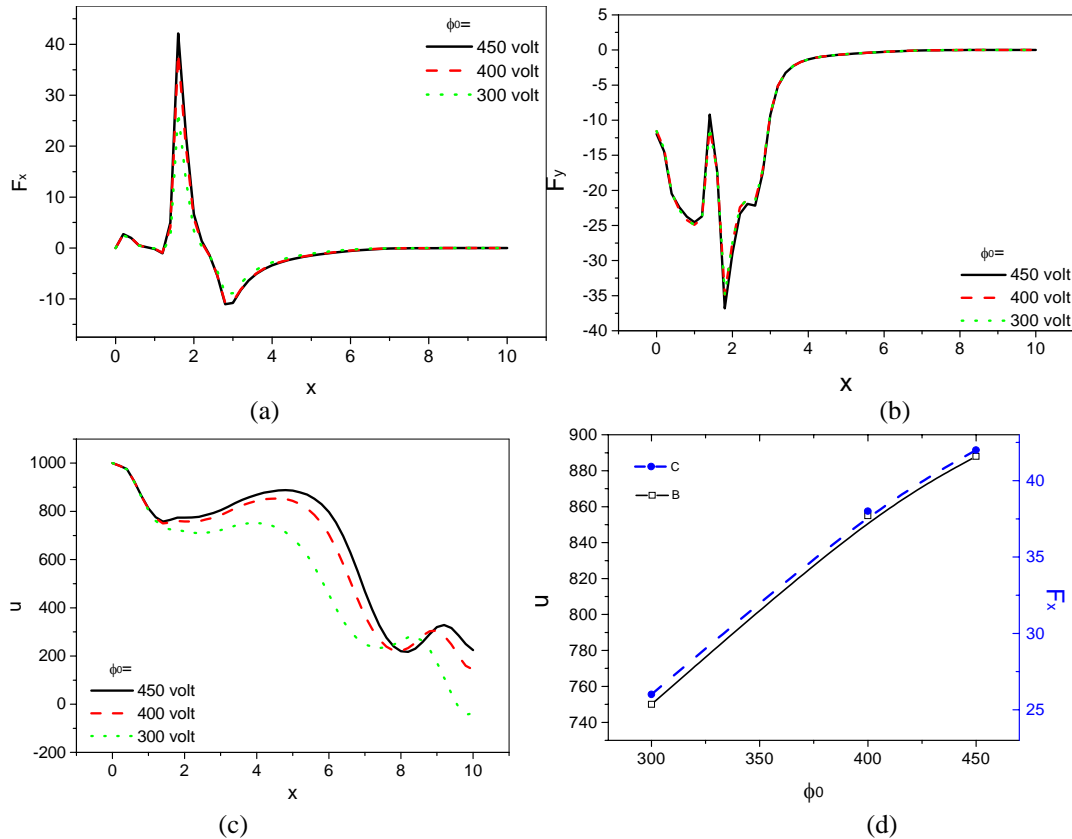 ϕ0=
450 volt
400 volt
300 volt
40
30
20
10
0
-10
Fx
0
2
4
6
8
10
x
(a)
5
0
-5
-10
-15
-20
-25
-30
-35
-40
Fy
ϕ0=
450 volt
400 volt
300 volt
0
2
4
6
8
10
x
(b)
1000
800
600
400
200
0
-200
u
ϕ0=
450 volt
400 volt
300 volt
0
2
4
6
8
10
x
(c)
900
880
860
840
820
800
780
760
740
u
C
B
40
35
30
25
Fx
300
350
400
450
ϕ0
(d)